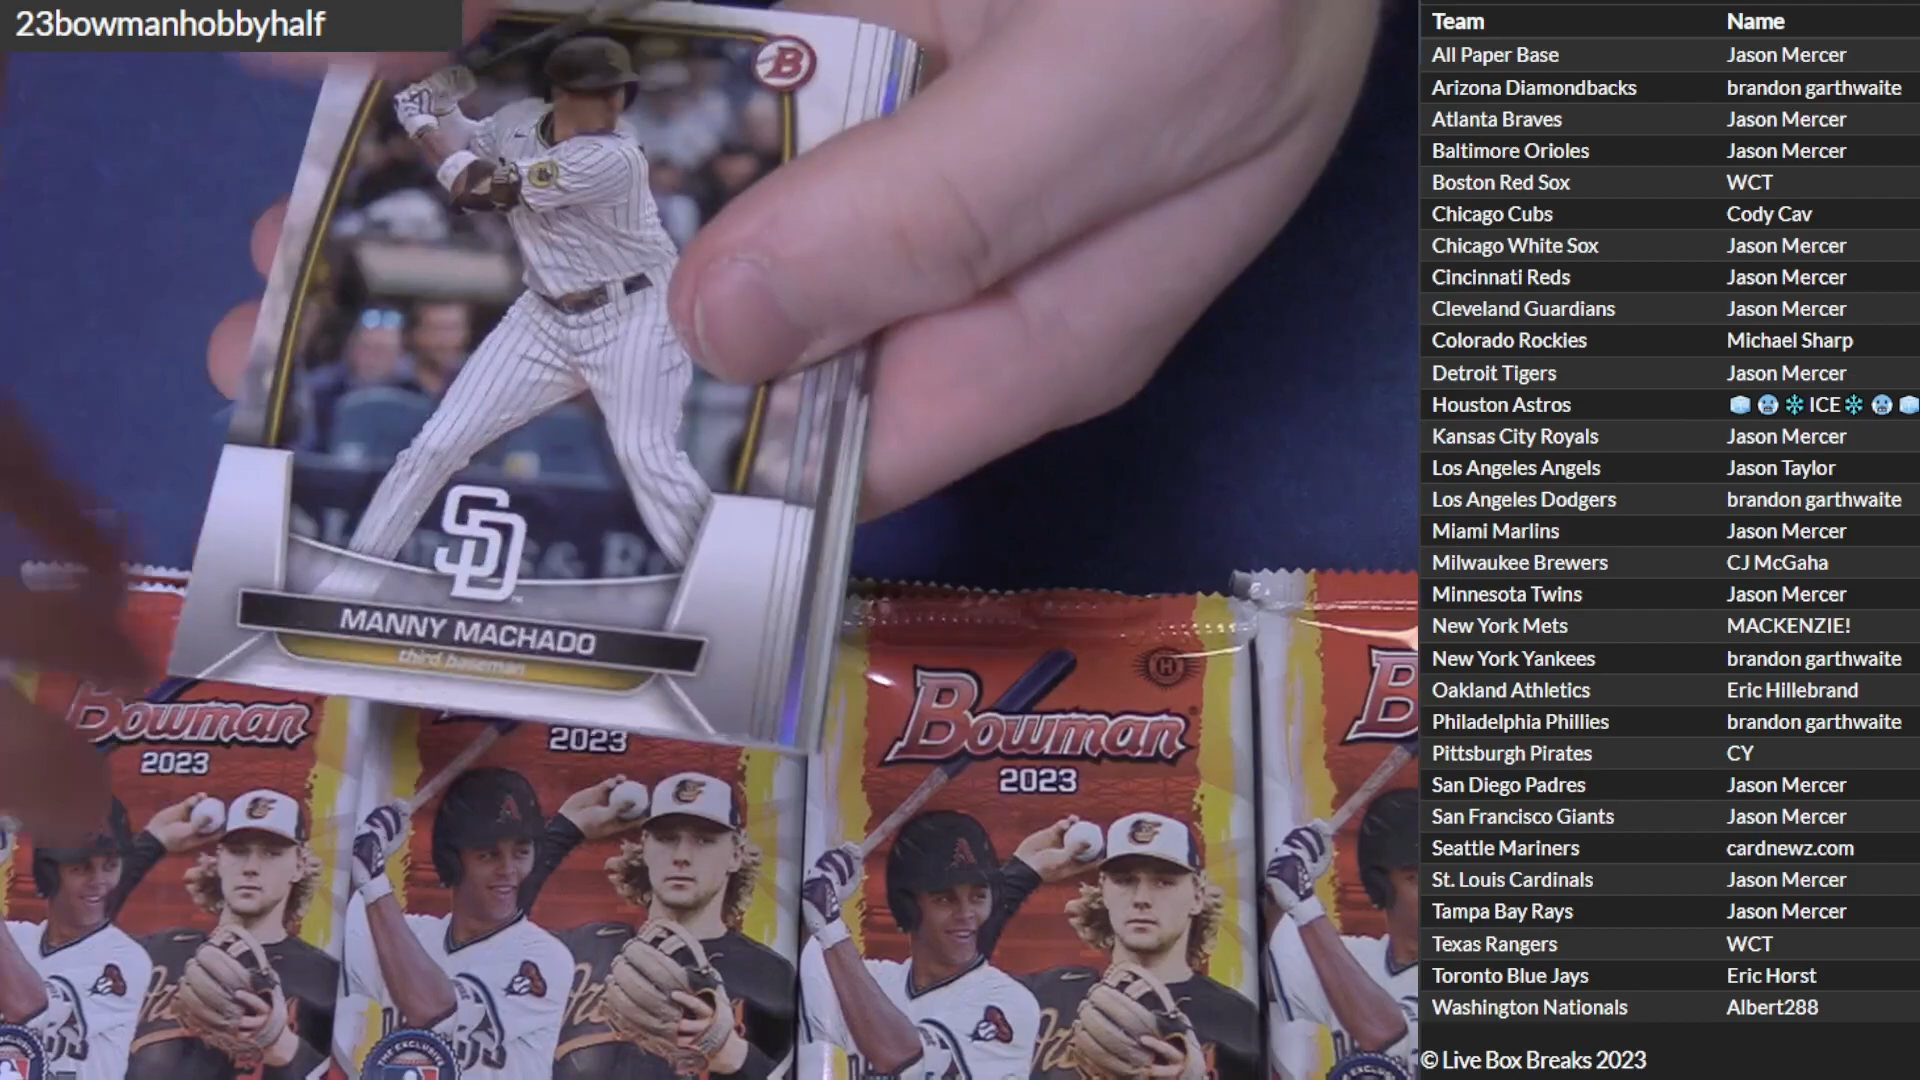 23bowmanhobbyhalf
B
SD
MANNY MACHADO
third baseman
Bowman
2023
2023
H
Bowman
2023
B
Team Name
All Paper Base Jason Mercer
Arizona Diamondbacks brandon garthwaite
Atlanta Braves Jason Mercer
Baltimore Orioles Jason Mercer
Boston Red Sox WCT
Chicago Cubs Cody Cav
Chicago White Sox Jason Mercer
Cincinnati Reds Jason Mercer
Cleveland Guardians Jason Mercer
Colorado Rockies Michael Sharp
Detroit Tigers Jason Mercer
Houston Astros 🧊 🥶 ❄ ICE ❄ 🥶 🧊
Kansas City Royals Jason Mercer
Los Angeles Angels Jason Taylor
Los Angeles Dodgers brandon garthwaite
Miami Marlins Jason Mercer
Milwaukee Brewers CJ McGaha
Minnesota Twins Jason Mercer
New York Mets MACKENZIE!
New York Yankees brandon garthwaite
Oakland Athletics Eric Hillebrand
Philadelphia Phillies brandon garthwaite
Pittsburgh Pirates CY
San Diego Padres Jason Mercer
San Francisco Giants Jason Mercer
Seattle Mariners cardnewz.com
St. Louis Cardinals Jason Mercer
Tampa Bay Rays Jason Mercer
Texas Rangers WCT
Toronto Blue Jays Eric Horst
Washington Nationals Albert288
© Live Box Breaks 2023